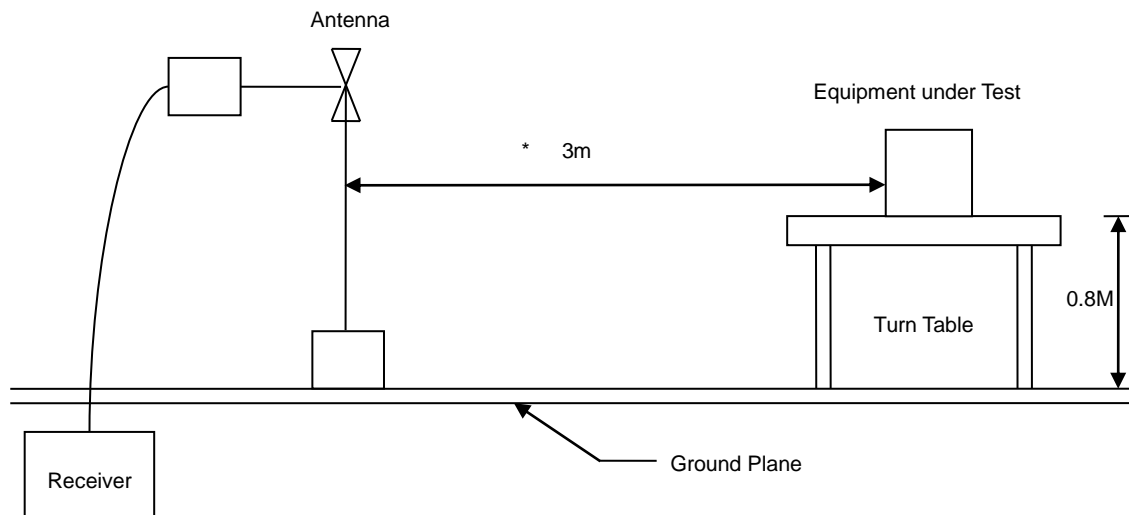 Antenna
Equipment under Test
* 3m
0.8M
Turn Table
Ground Plane
Receiver